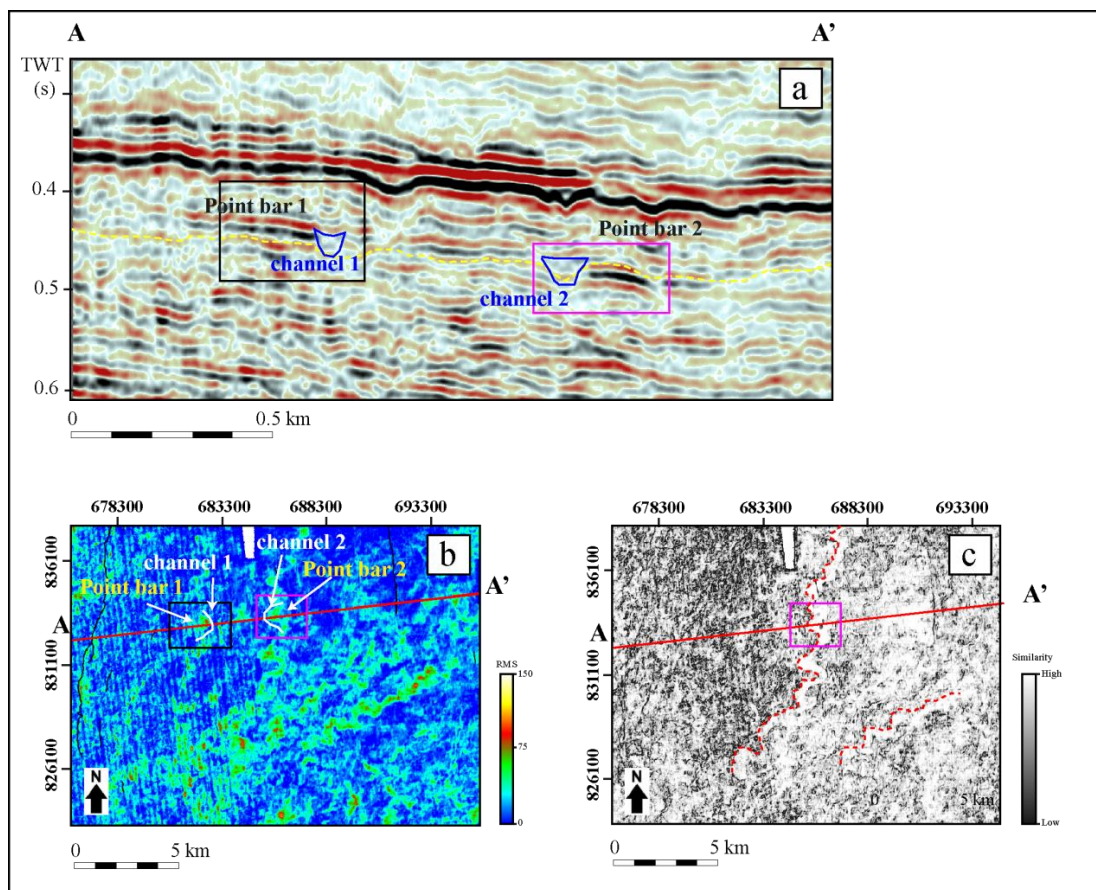 A A'
TWT
(s)
a
0.4
Point bar 1
Point bar 2
channel 1
channel 2
0.5
0.6
0 0.5 km
678300 683300 688300 693300
b
836100
channel 2
channel 1
Point bar 1
Point bar 2
A'
A
831100
RMS
150
75
0
826100
N
0 5 km
678300 683300 688300 693300
c
836100
A'
A
831100
Similarity
High
826100
N
0 5 km
Low
0 5 km